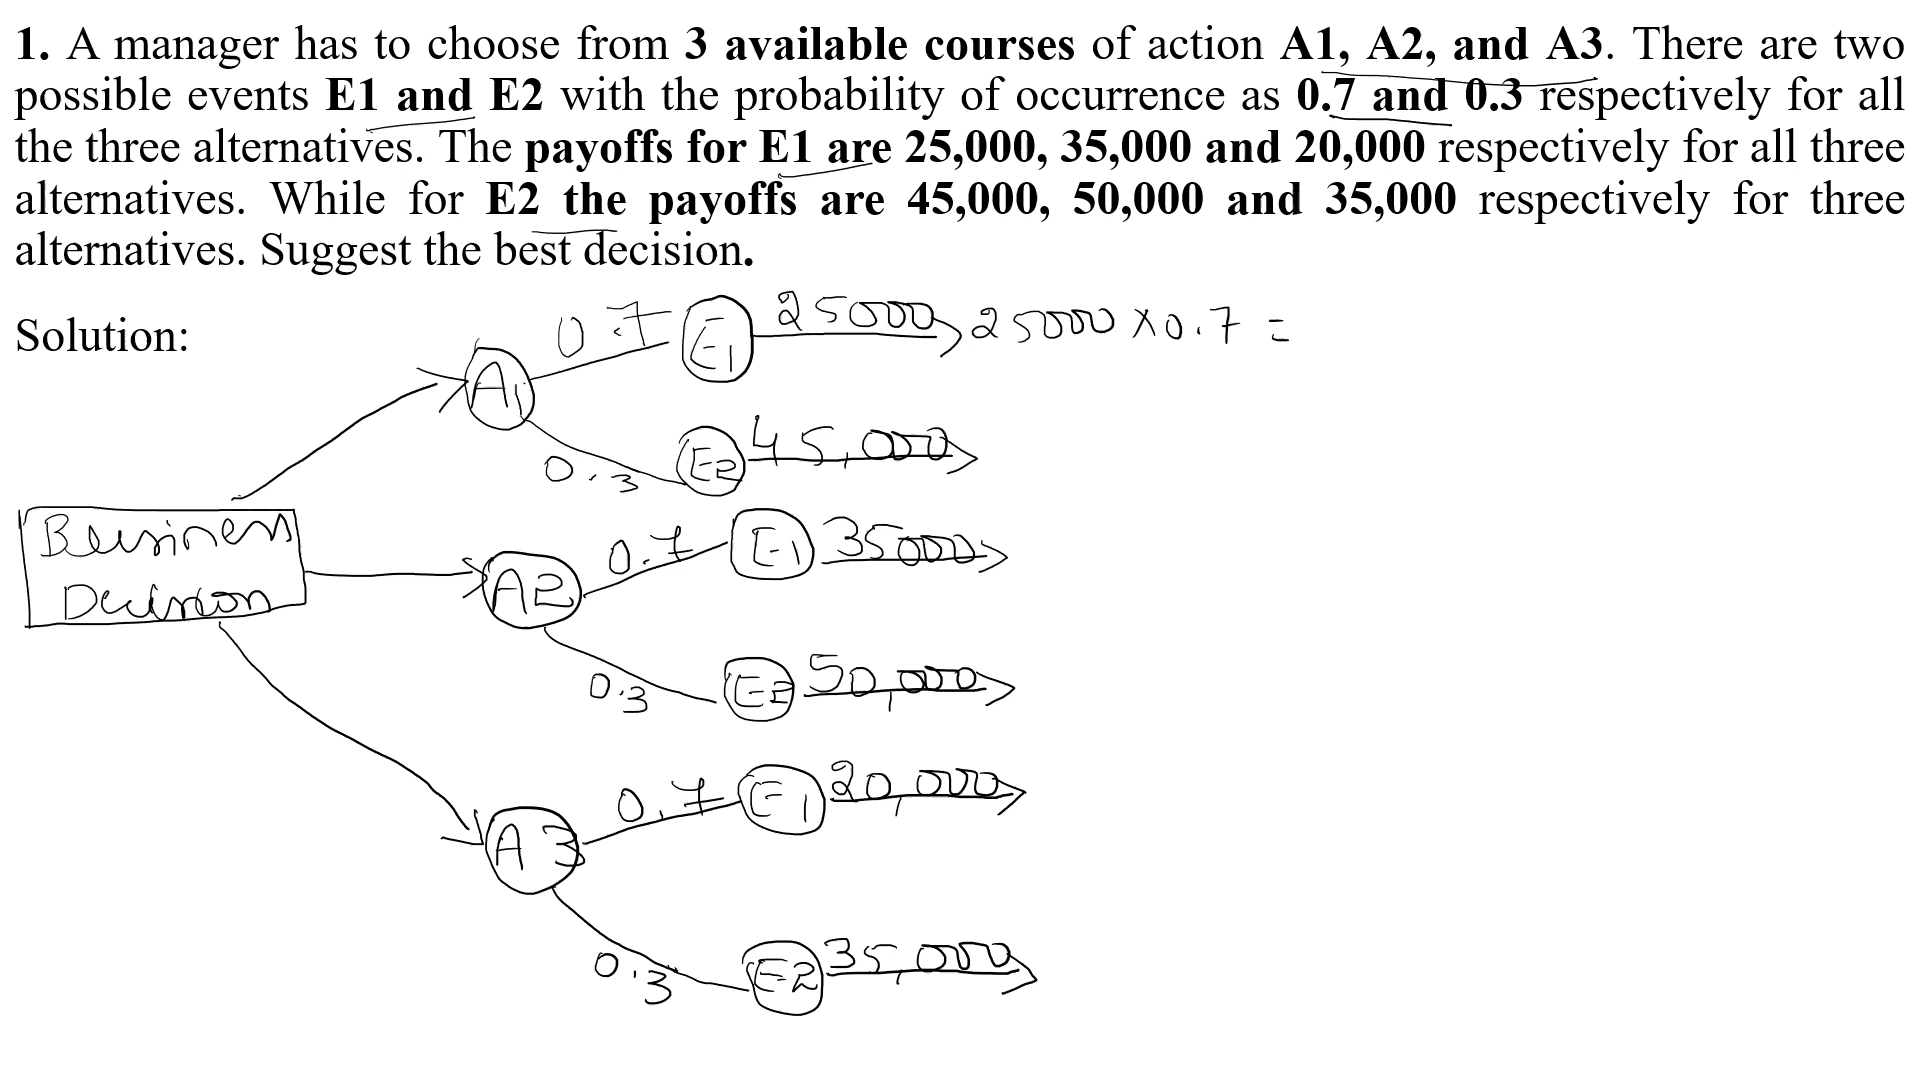 1. A manager has to choose from 3 available courses of action A1, A2, and A3. There are two
possible events E1 and E2 with the probability of occurrence as 0.7 and 0.3 respectively for all
the three alternatives. The payoffs for E1 are 25,000, 35,000 and 20,000 respectively for all three
alternatives. While for E2 the payoffs are 45,000, 50,000 and 35,000 respectively for three
alternatives. Suggest the best decision.
Solution:
0.7 E1 25000 25000 x 0.7 =
A1
0.3 E2 45,000
Business
Decision
A2
0.7 E1 35000
0.3 E2 50,000
A3
0.7 E1 20,000
0.3 E2 35,000